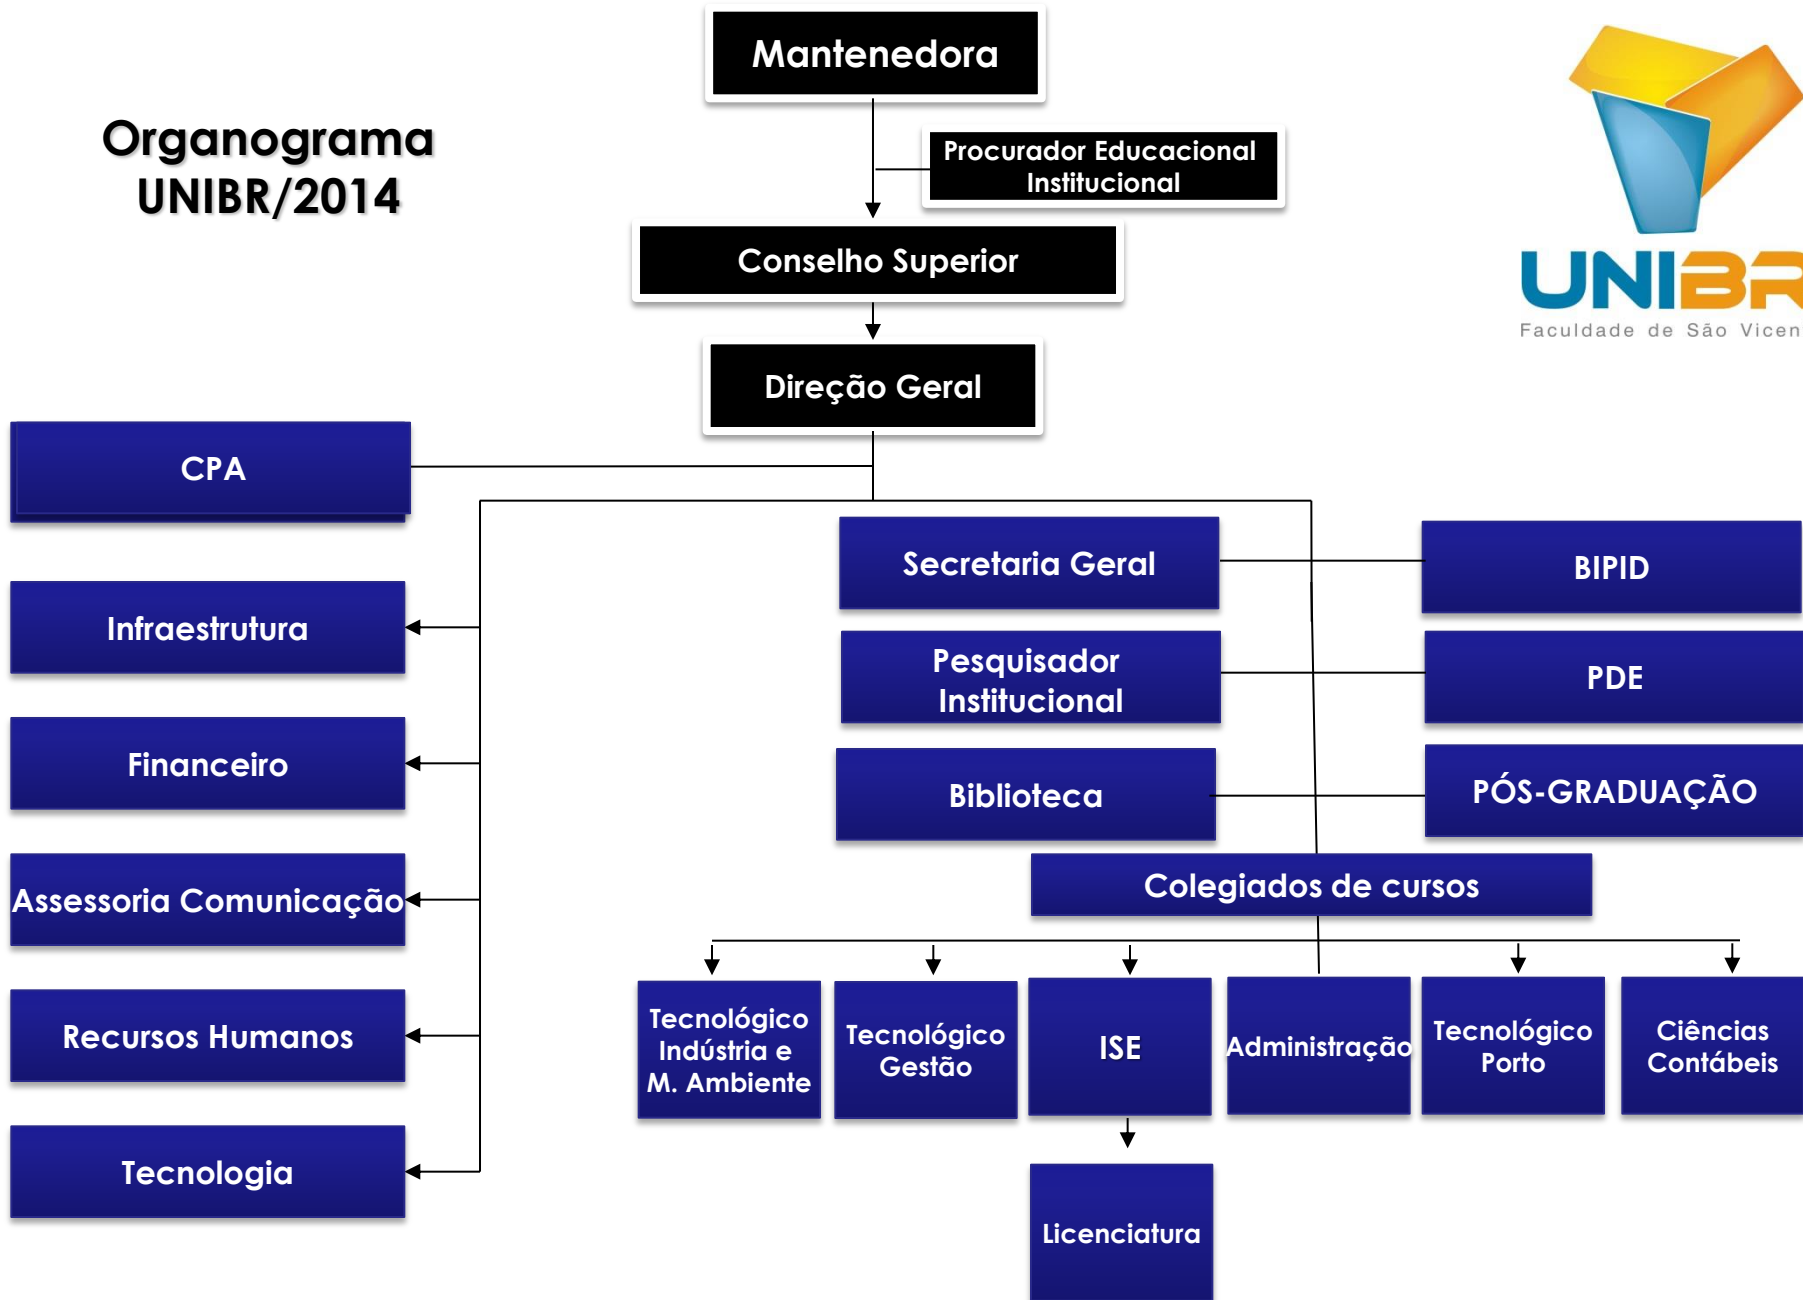 Mantenedora
Organograma
UNIBR/2014
Procurador Educacional
Institucional
Conselho Superior
UNIBR
Faculdade de São Vicen
Direção Geral
CPA
Secretaria Geral
BIPID
Infraestrutura
Pesquisador
Institucional
PDE
Financeiro
Biblioteca
PÓS-GRADUAÇÃO
Assessoria Comunicação
Colegiados de cursos
Recursos Humanos
Tecnológico
Indústria e
M. Ambiente
Tecnológico
Gestão
ISE
Administração
Tecnológico
Porto
Ciências
Contábeis
Tecnologia
Licenciatura